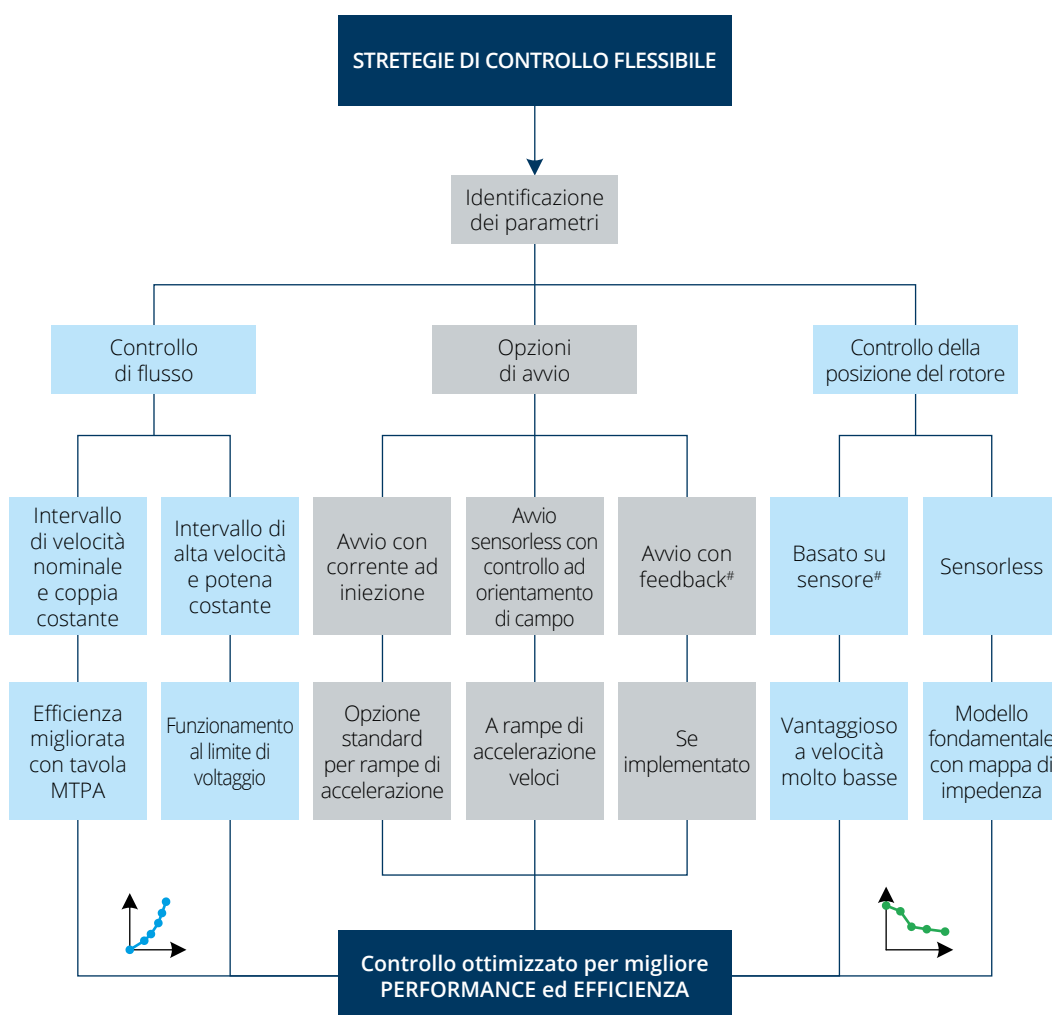 STRETEGIE DI CONTROLLO FLESSIBILE
Identificazione
dei parametri
Controllo
di flusso
Opzioni
di avvio
Controllo della
posizione del rotore
Intervallo
di velocità
nominale
e coppia
costante
Intervallo di
alta velocità
e potena
costante
Avvio con
corrente ad
iniezione
Avvio
sensorless con
controllo ad
orientamento
di campo
Avvio con
feedback#
Basato su
sensore#
Sensorless
Efficienza
migliorata
con tavola
MTPA
Funzionamento
al limite di
voltaggio
Opzione
standard
per rampe di
accelerazione
A rampe di
accelerazione
veloci
Se
implementato
Vantaggioso
a velocità
molto basse
Modello
fondamentale
con mappa di
impedenza
Controllo ottimizzato per migliore
PERFORMANCE ed EFFICIENZA